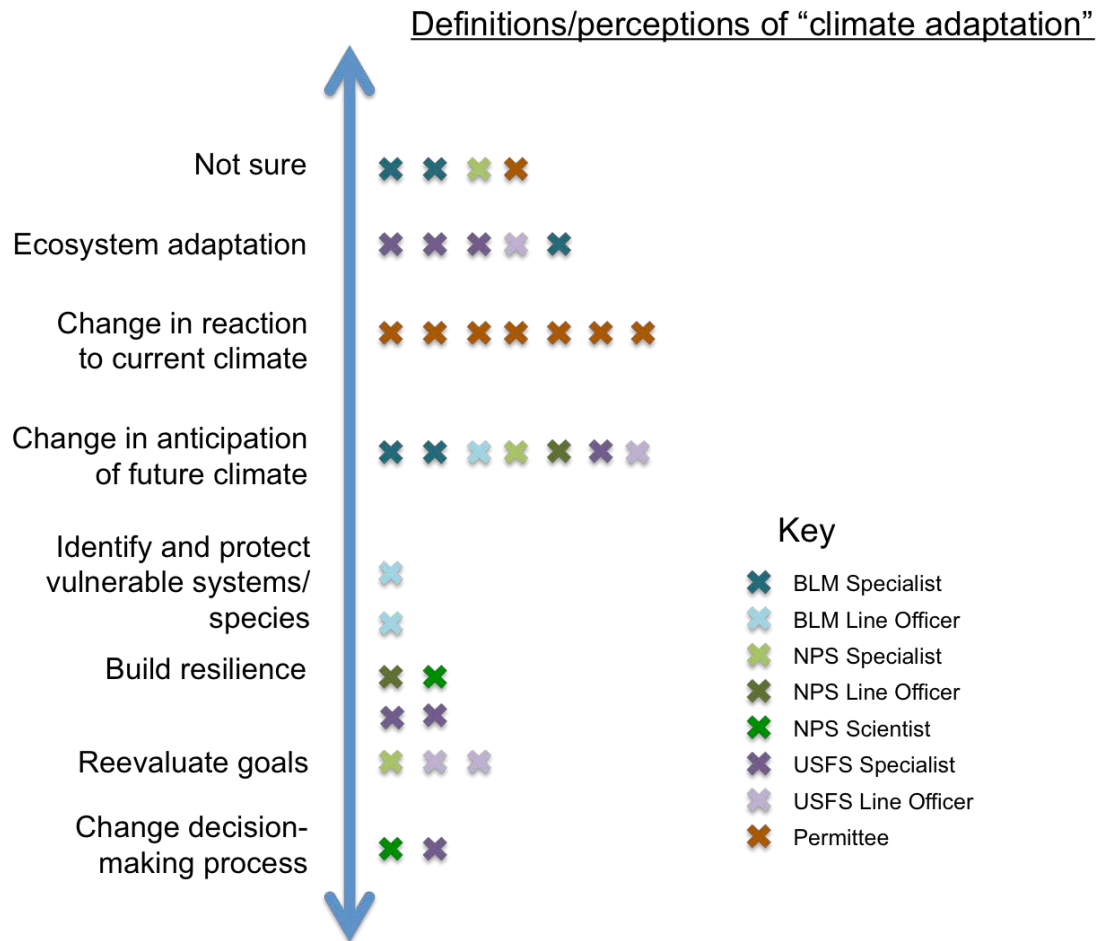 Definitions/perceptions of “climate adaptation”
Not sure
Ecosystem adaptation
Change in reaction
to current climate
Change in anticipation
of future climate
Identify and protect
vulnerable systems/
species
Build resilience
Reevaluate goals
Change decision-
making process
Key
BLM Specialist
BLM Line Officer
NPS Specialist
NPS Line Officer
NPS Scientist
USFS Specialist
USFS Line Officer
Permittee